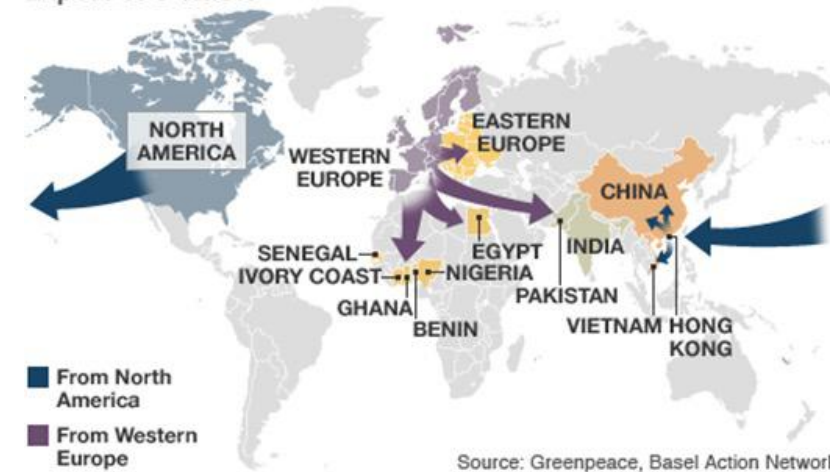 NORTH
AMERICA
WESTERN
EUROPE
EASTERN
EUROPE
CHINA
SENEGAL
IVORY COAST
GHANA
BENIN
NIGERIA
EGYPT
INDIA
PAKISTAN
VIETNAM
HONG
KONG
From North
America
From Western
Europe
Source: Greenpeace, Basel Action Network